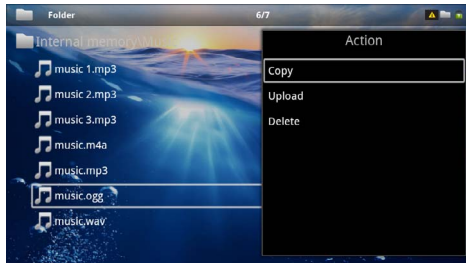 Folder
6/7
Internal memory\Mu
music 1.mp3
music 2.mp3
music 3.mp3
music.m4a
music.mp3
music.ogg
music.wav
Action
Copy
Upload
Delete